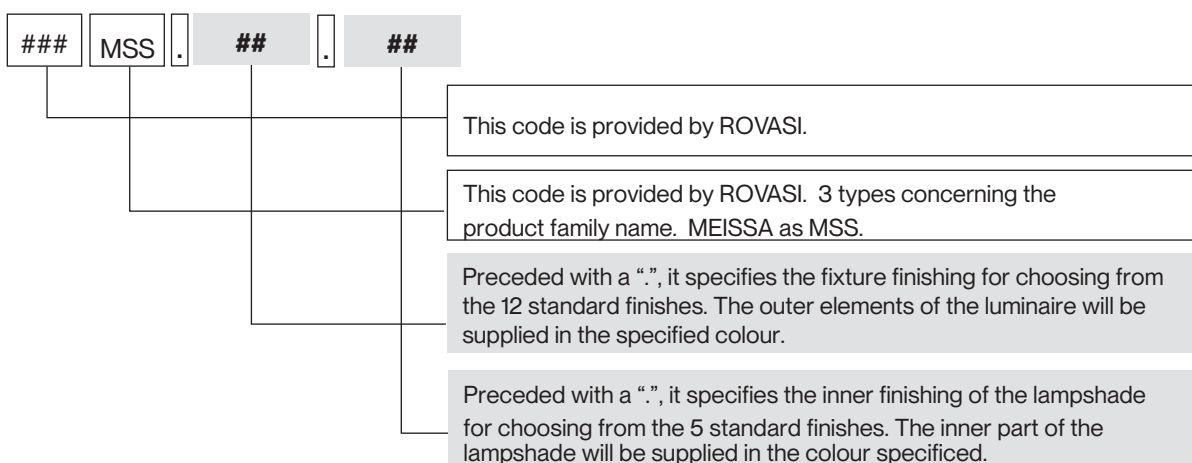 ### MSS . ## . ##
This code is provided by ROVASI.
This code is provided by ROVASI. 3 types concerning the
product family name. MEISSA as MSS.
Preceded with a “.”, it specifies the fixture finishing for choosing from
the 12 standard finishes. The outer elements of the luminaire will be
supplied in the specified colour.
Preceded with a “.”, it specifies the inner finishing of the lampshade
for choosing from the 5 standard finishes. The inner part of the
lampshade will be supplied in the colour specificed.